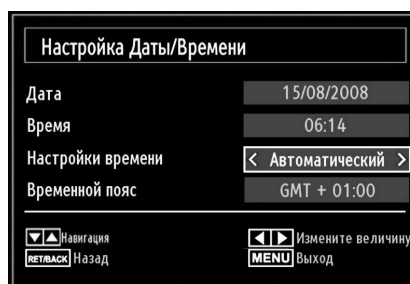 Настройка Даты/Времени
Дата 15/08/2008
Время 06:14
Настройки времени < Автоматический >
Временной пояс GMT + 01:00
▼▲ Навигация ◀▶ Измените величину
RET/BACK Назад MENU Выход